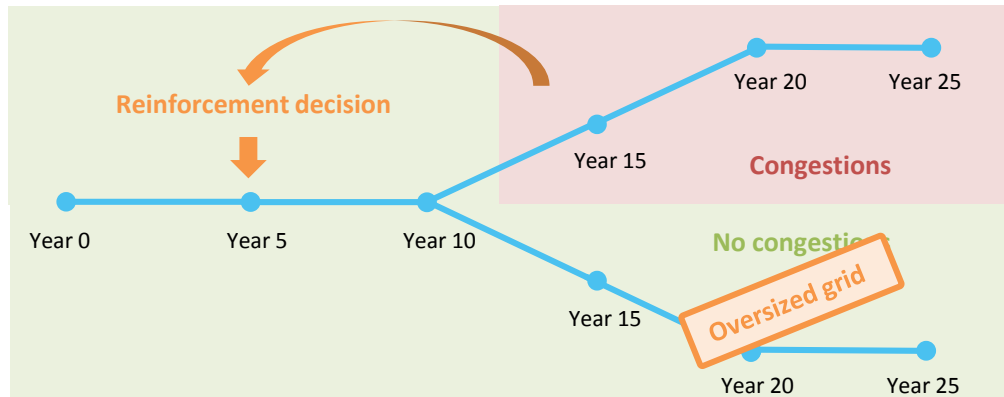 Reinforcement decision
Year 20
Year 25
Year 15
Congestions
Year 0
Year 5
Year 10
No congestions
Oversized grid
Year 15
Year 20
Year 25